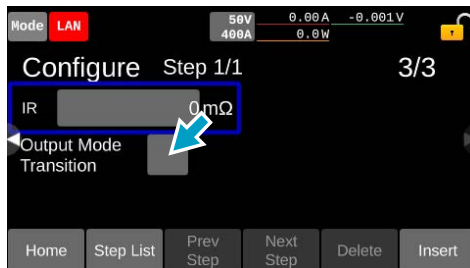 Mode LAN 50V 0.00A -0.001V
400A 0.0W
Configure Step 1/1 3/3
IR 0mΩ
Output Mode
Transition
Home Step List Prev Step Next Step Delete Insert